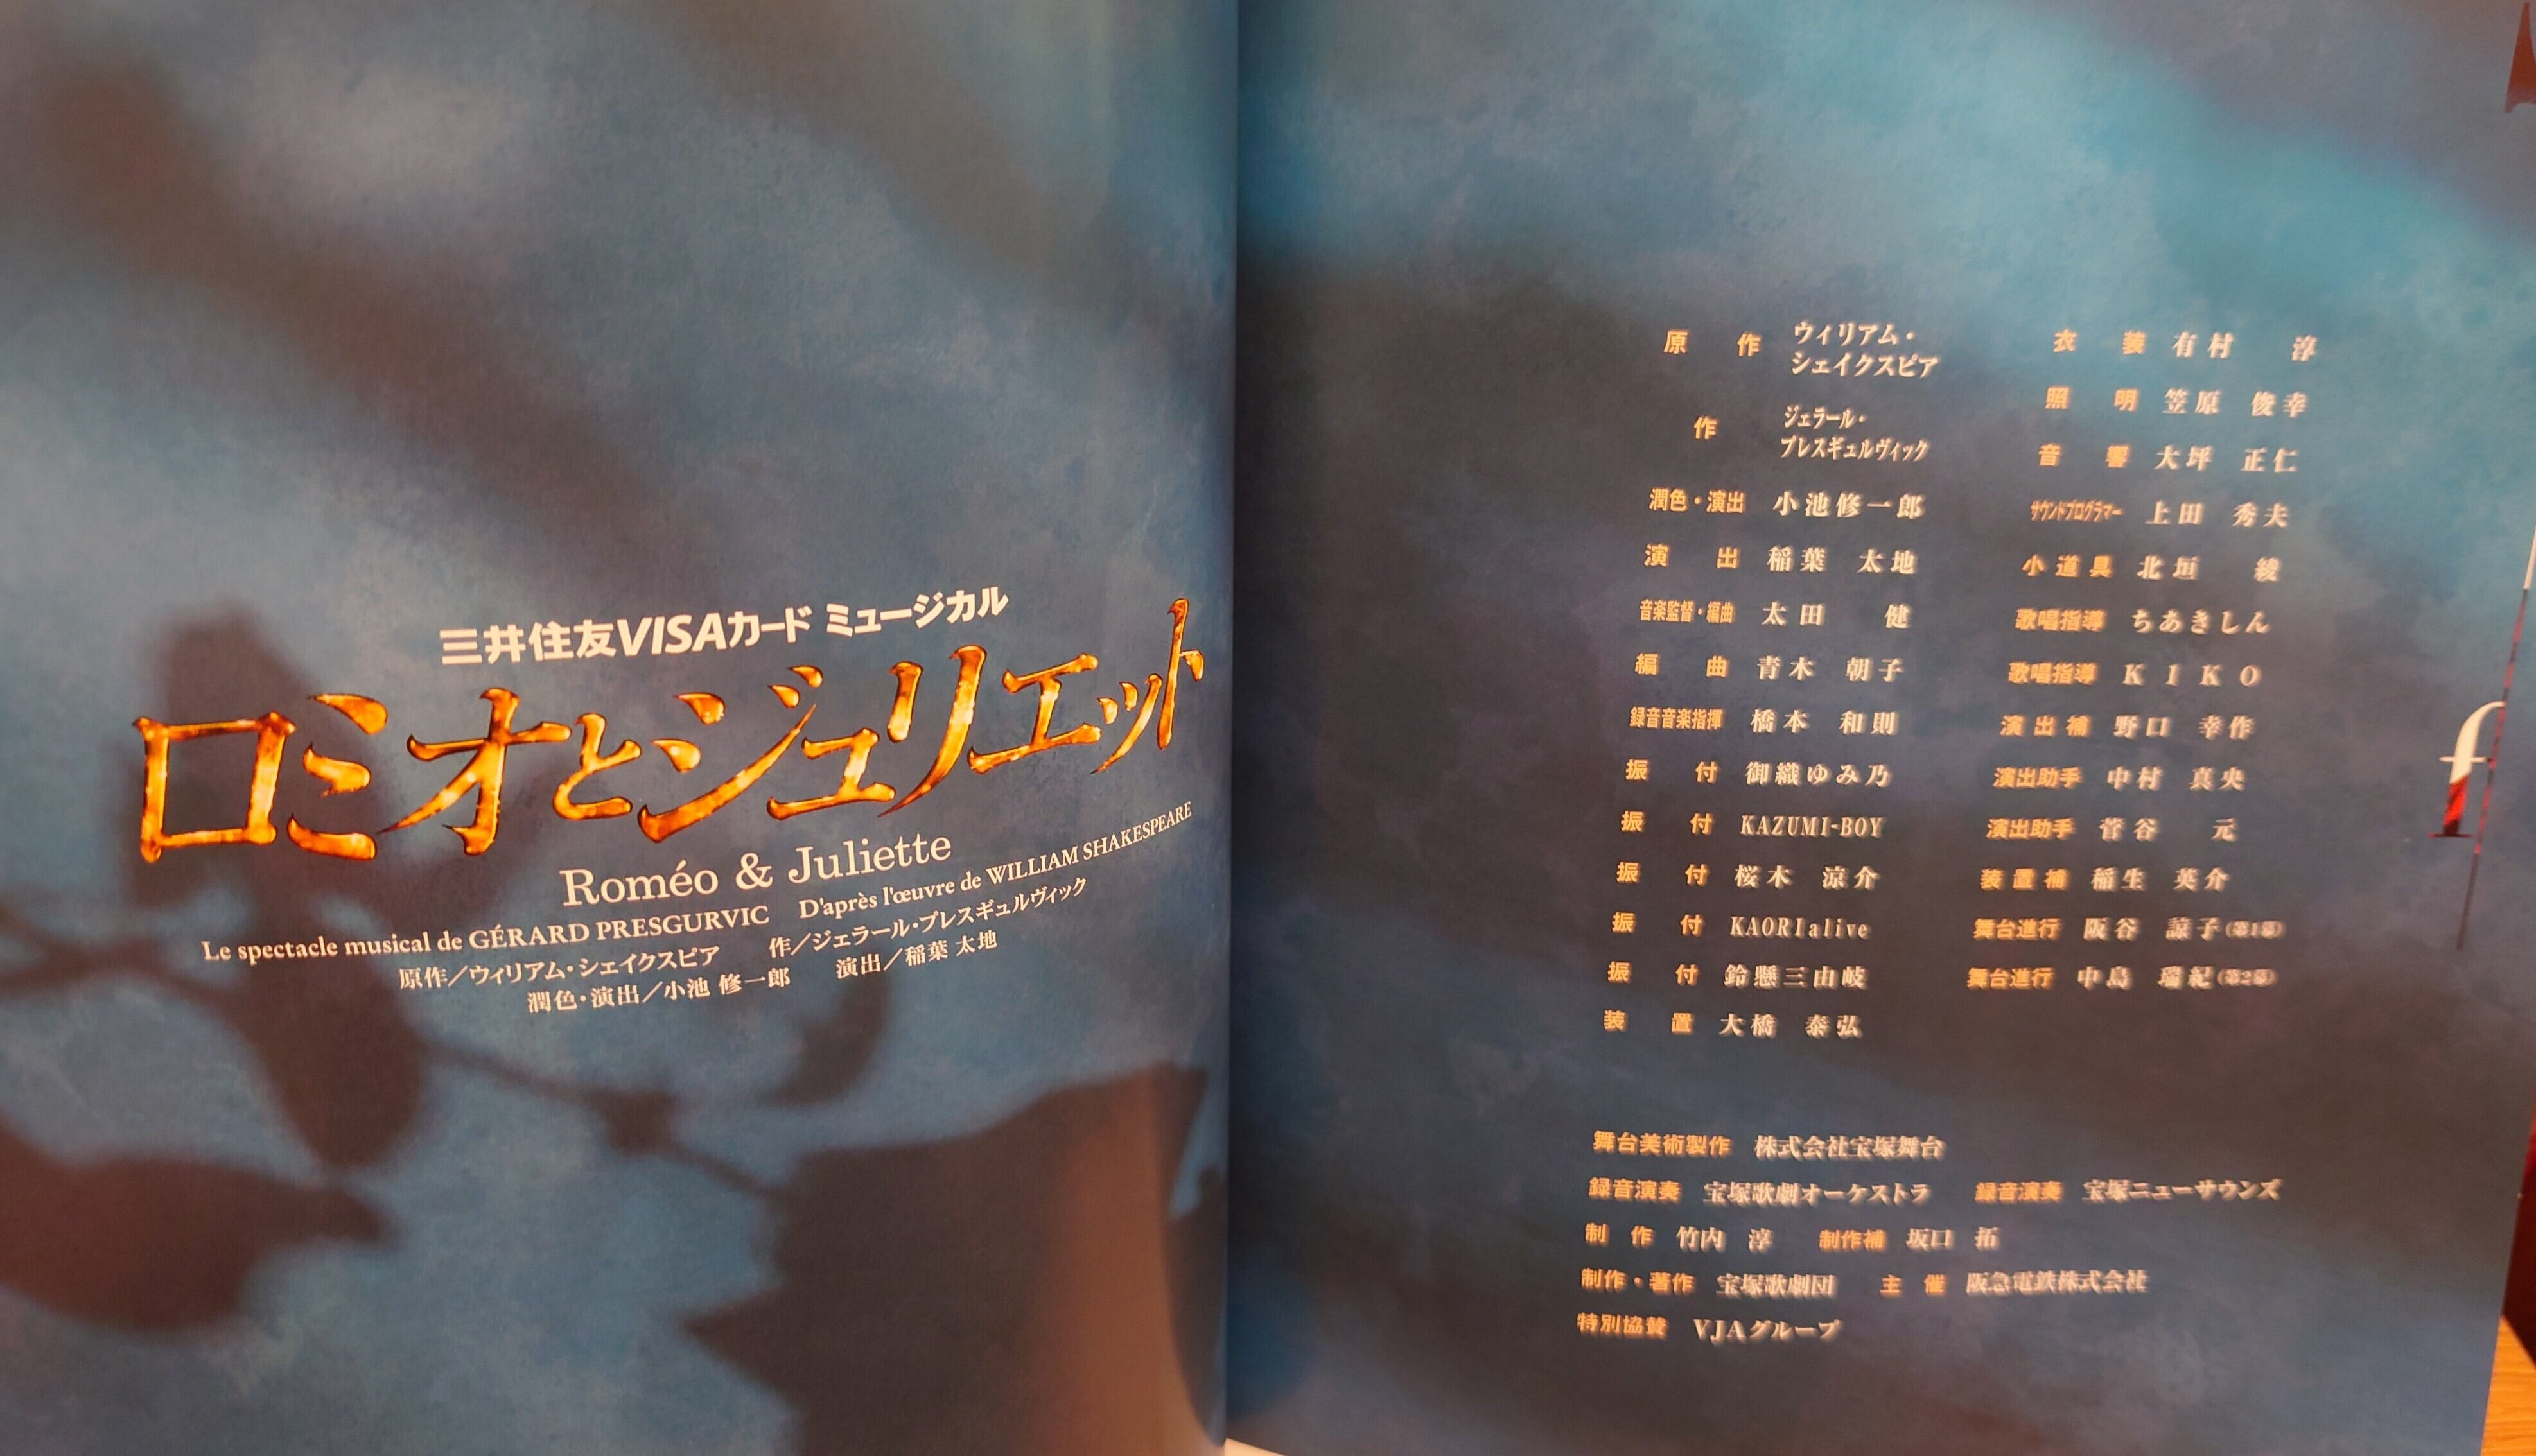 三井住友VISAカード ミュージカル
ロミオとジュリエット
Roméo & Juliette
Le spectacle musical de GÉRARD PRESGURVIC D'après l'œuvre de WILLIAM SHAKESPEARE
原作／ウィリアム・シェイクスピア 作／ジェラール・プレスギュルヴィック
潤色・演出／小池 修一郎 演出／稲葉 太地
原作 ウィリアム・
シェイクスピア
作 ジェラール・
プレスギュルヴィック
潤色・演出 小池修一郎
演出 稲葉 太地
音楽監督・編曲 太田 健
編曲 青木 朝子
録音音楽指揮 橋本 和則
振付 御織ゆみ乃
振付 KAZUMI-BOY
振付 桜木 涼介
振付 KAORIalive
振付 鈴懸三由岐
装置 大橋 泰弘
衣装 有村 淳
照明 笠原 俊幸
音響 大坪 正仁
サウンドプログラマー 上田 秀夫
小道具 北垣 綾
歌唱指導 ちあきしん
歌唱指導 KIKO
演出補 野口 幸作
演出助手 中村 真央
演出助手 菅谷 元
装置補 稲生 英介
舞台進行 阪谷 諒子(第1幕)
舞台進行 中島 瑞紀(第2幕)
舞台美術製作 株式会社宝塚舞台
録音演奏 宝塚歌劇オーケストラ 録音演奏 宝塚ニューサウンズ
制作 竹内 淳 制作補 坂口 拓
制作・著作 宝塚歌劇団 主催 阪急電鉄株式会社
特別協賛 VJAグループ
f